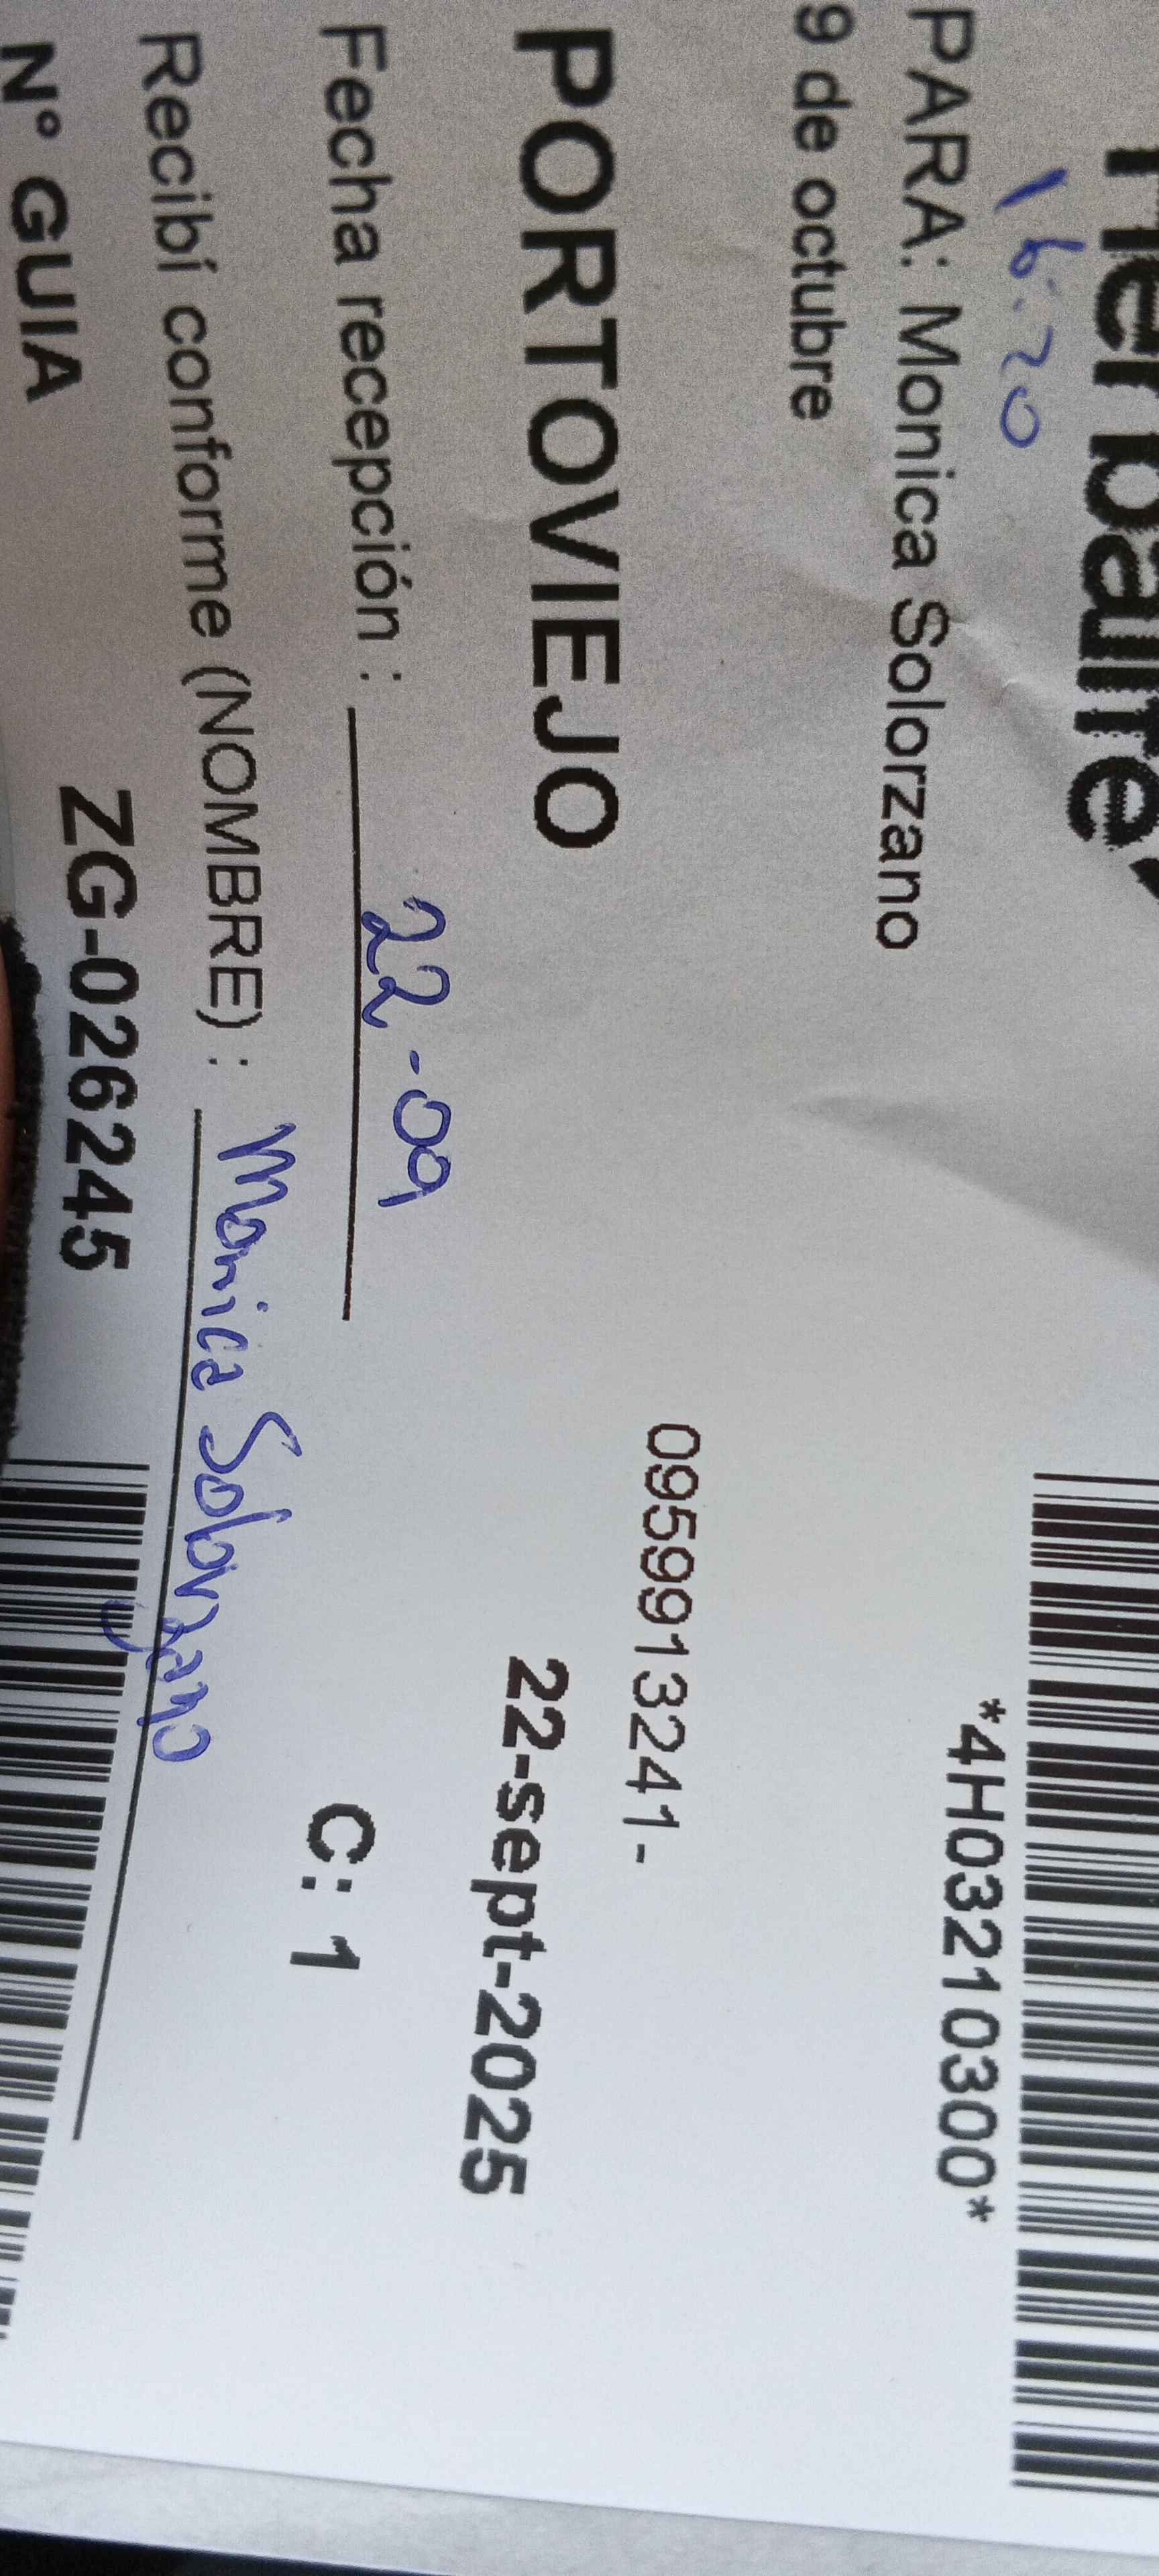 16:20
*4H03210300*
PARA: Monica Solorzano
9 de octubre
0959913241-
PORTOVIEJO
22-sept-2025
Fecha recepción : 22-09
C: 1
Recibí conforme (NOMBRE) : Monica Solorzano
N° GUIA ZG-026245